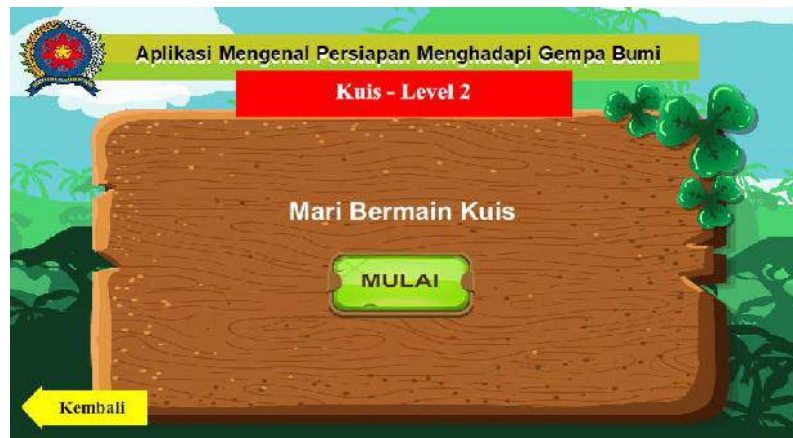 Aplikasi Mengenal Persiapan Menghadapi Gempa Bumi
Kuis - Level 2
Mari Bermain Kuis
MULAI
Kembali